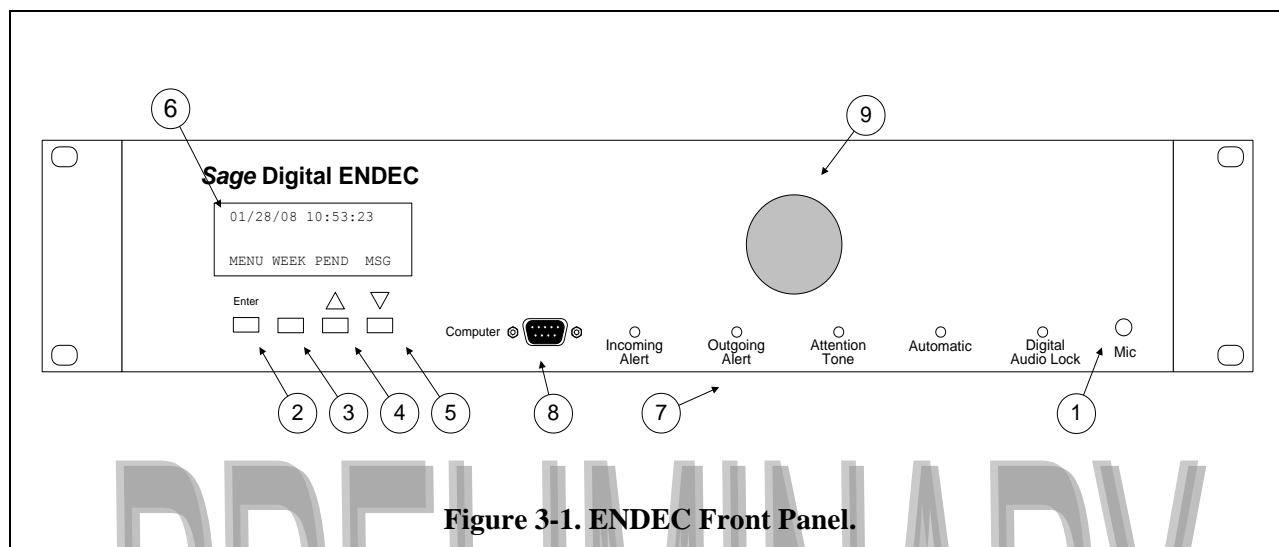 6
9
Sage Digital ENDEC
01/28/08 10:53:23
MENU WEEK PEND MSG
Enter
Computer
Incoming
Alert
Outgoing
Alert
Attention
Tone
Automatic
Digital
Audio Lock
Mic
2
3
4
5
8
7
1
PRELIMINARY
Figure 3-1. ENDEC Front Panel.